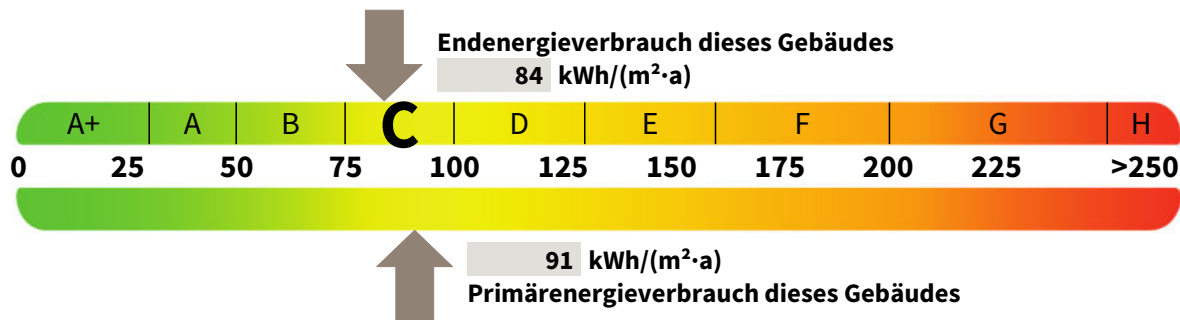 Endenergieverbrauch dieses Gebäudes
84 kWh/(m²·a)
A+ A B C D E F G H
0 25 50 75 100 125 150 175 200 225 >250
91 kWh/(m²·a)
Primärenergieverbrauch dieses Gebäudes